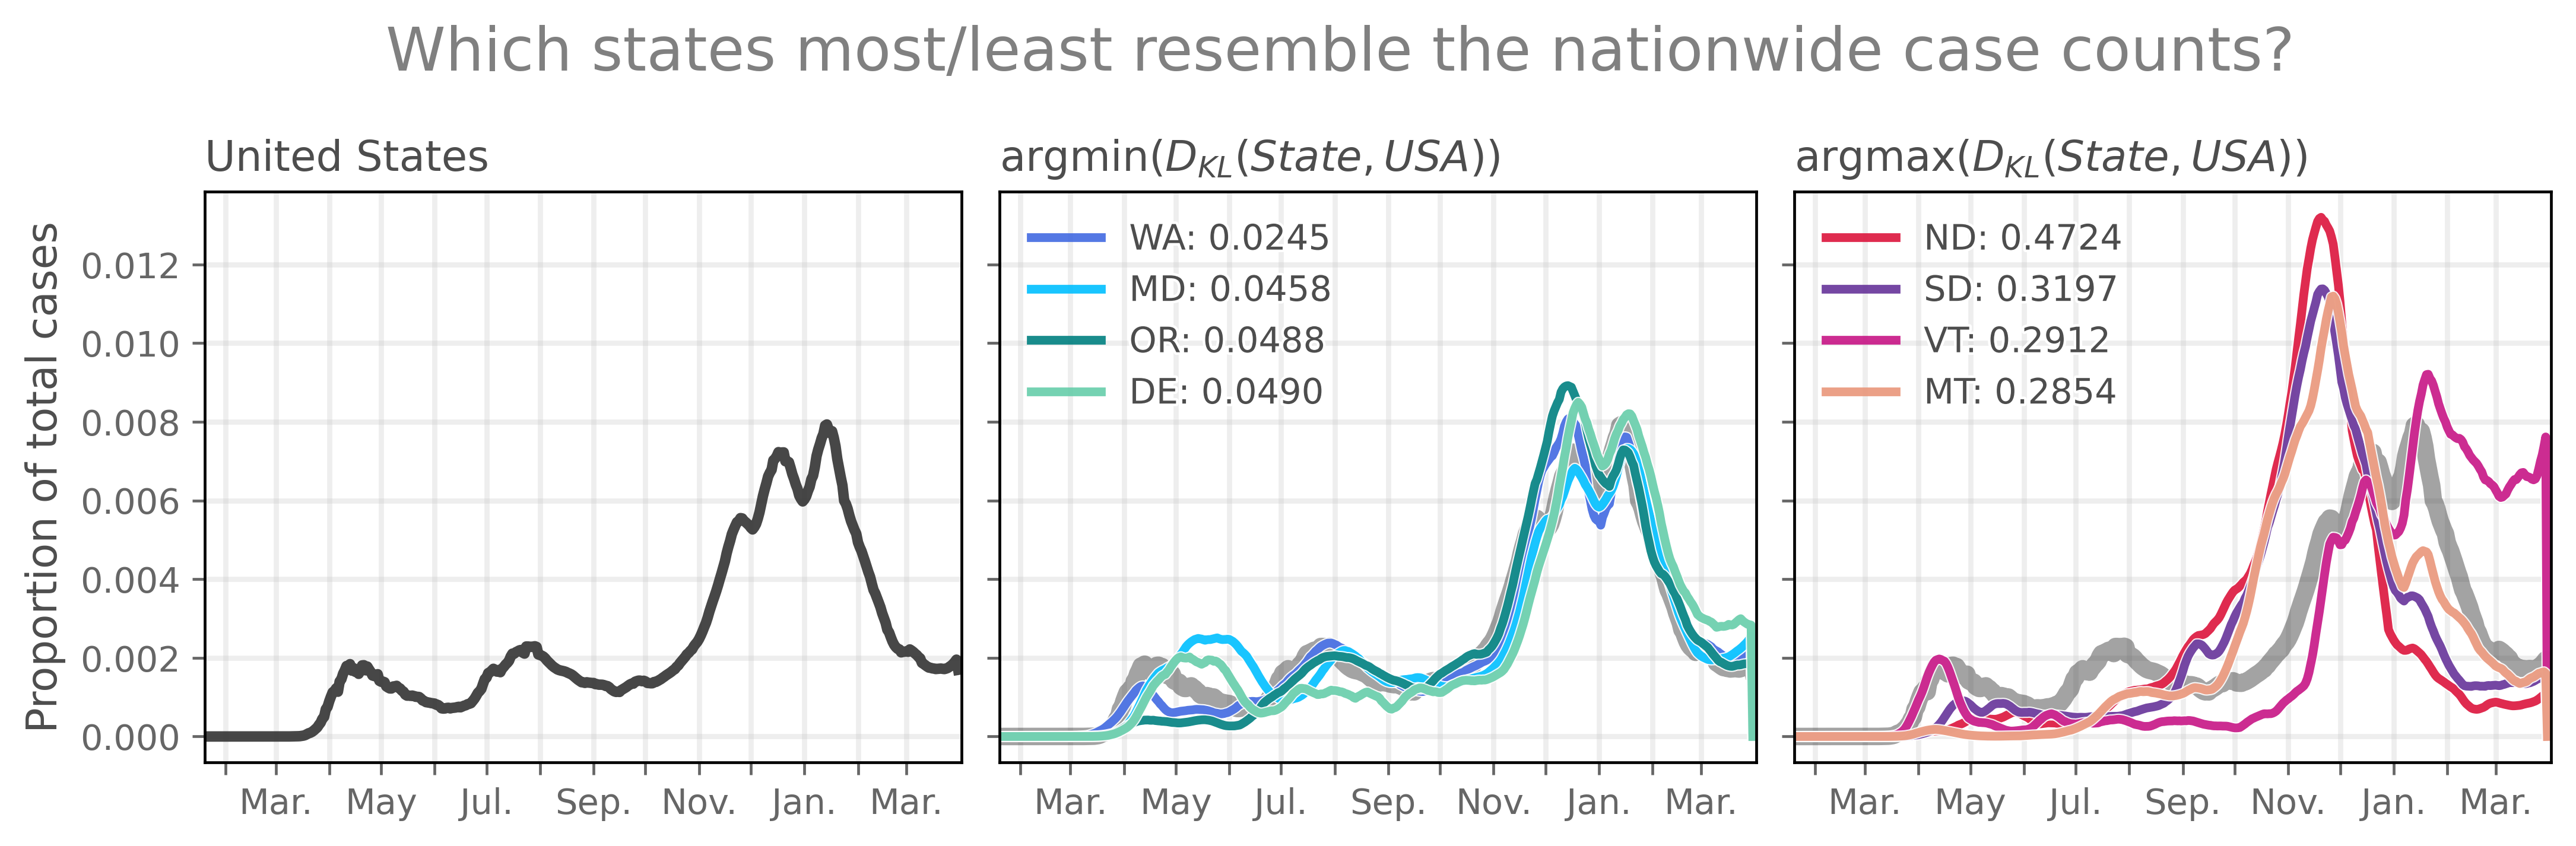 Which states most/least resemble the nationwide case counts?
United States
Proportion of total cases
0.012
0.010
0.008
0.006
0.004
0.002
0.000
Mar. May Jul. Sep. Nov. Jan. Mar.
argmin(D_KL(State, USA))
WA: 0.0245
MD: 0.0458
OR: 0.0488
DE: 0.0490
Mar. May Jul. Sep. Nov. Jan. Mar.
argmax(D_KL(State, USA))
ND: 0.4724
SD: 0.3197
VT: 0.2912
MT: 0.2854
Mar. May Jul. Sep. Nov. Jan. Mar.